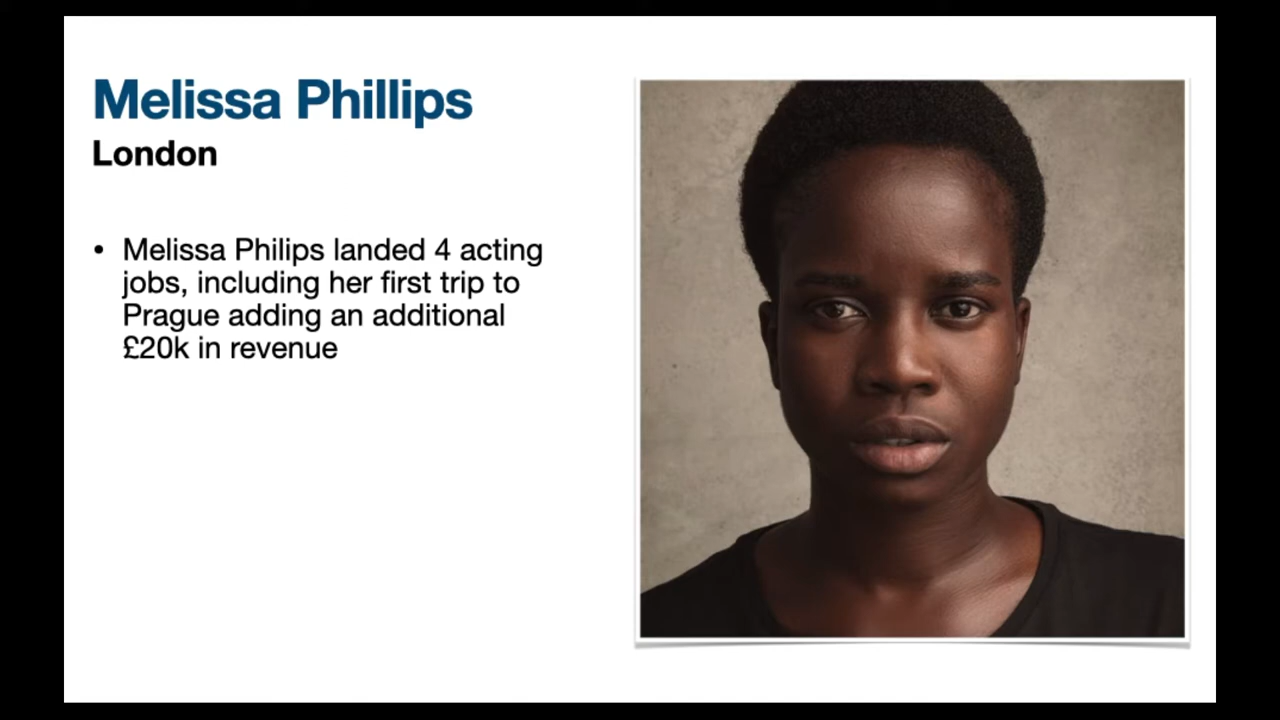 Melissa Phillips
London
• Melissa Philips landed 4 acting
jobs, including her first trip to
Prague adding an additional
£20k in revenue